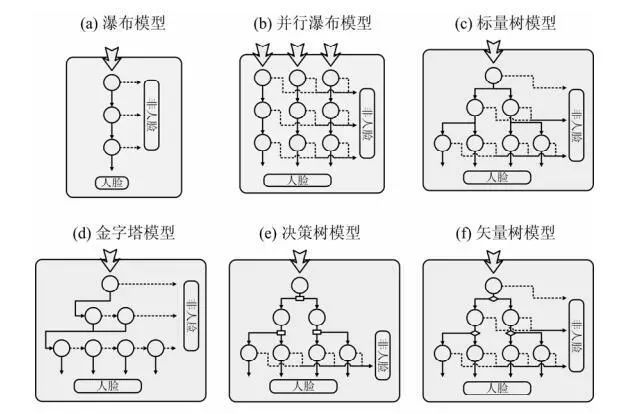 (a) 瀑布模型
(b) 并行瀑布模型
(c) 标量树模型
非人脸
人脸
非人脸
人脸
非人脸
人脸
(d) 金字塔模型
(e) 决策树模型
(f) 矢量树模型
非人脸
人脸
非人脸
人脸
非人脸
人脸